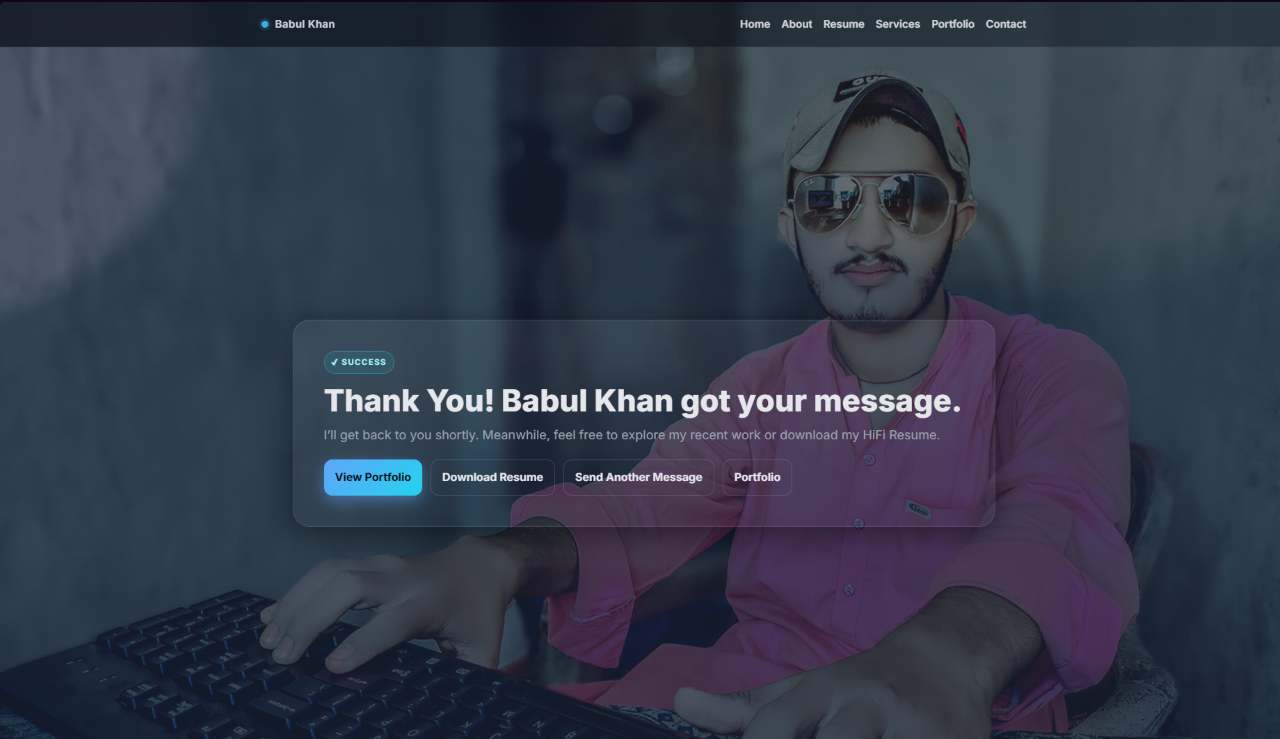 Babul Khan
Home About Resume Services Portfolio Contact
✓ SUCCESS
Thank You! Babul Khan got your message.
I'll get back to you shortly. Meanwhile, feel free to explore my recent work or download my HiFi Resume.
View Portfolio Download Resume Send Another Message Portfolio